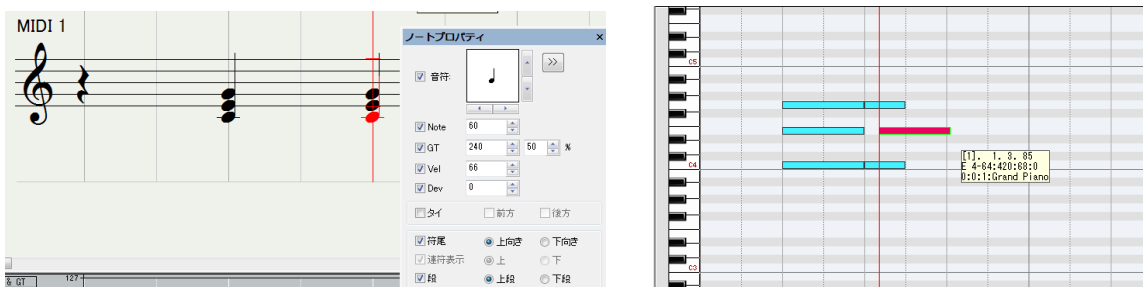 MIDI 1
ノートプロパティ ×
音符:
>>
Note 60
GT 240 50 %
Vel 66
Dev 0
タイ 前方 後方
符尾 上向き 下向き
連符表示 上 下
段 上段 下段
& GT 127
C5
C4
[1]. 1. 3. 85
E 4-64:420:68:0
0:0:1:Grand Piano
C3